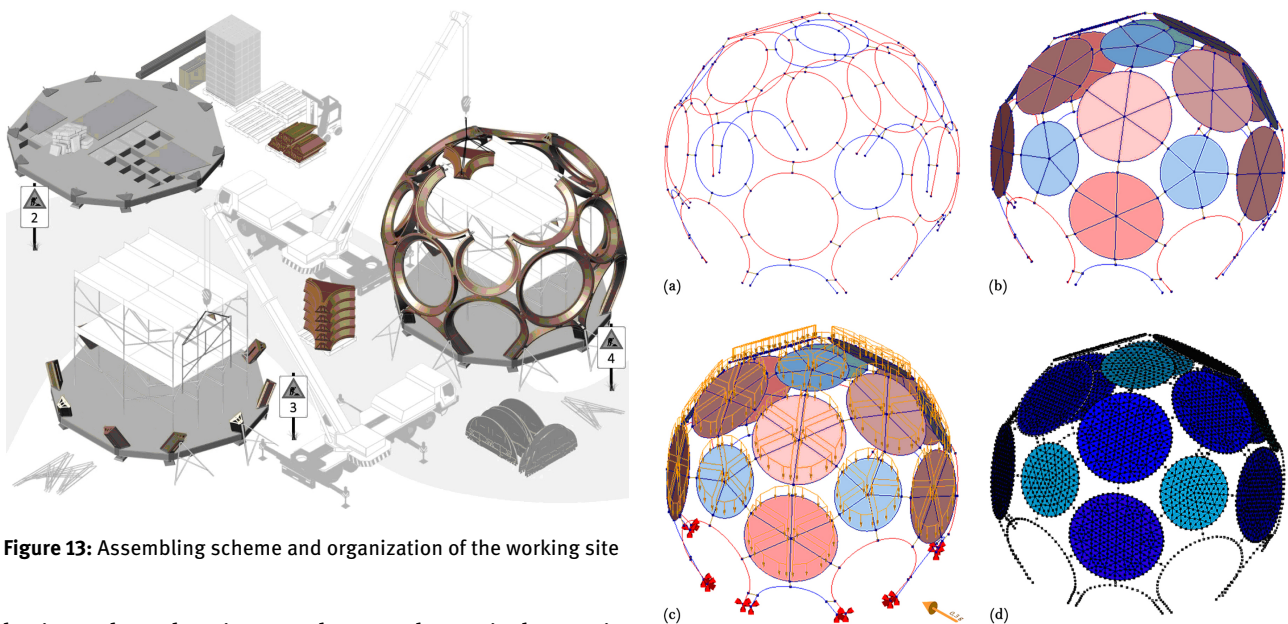 2
3
4
Figure 13: Assembling scheme and organization of the working site
(a)
(b)
(c)
(d)